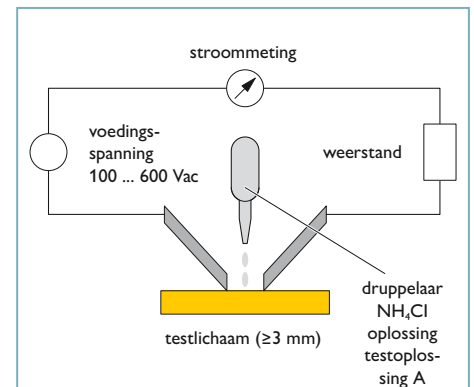 stroommeting
voedings-
spanning
100 ... 600 Vac
weerstand
druppelaar
NH₄Cl
oplossing
testoplos-
sing A
testlichaam (≥3 mm)